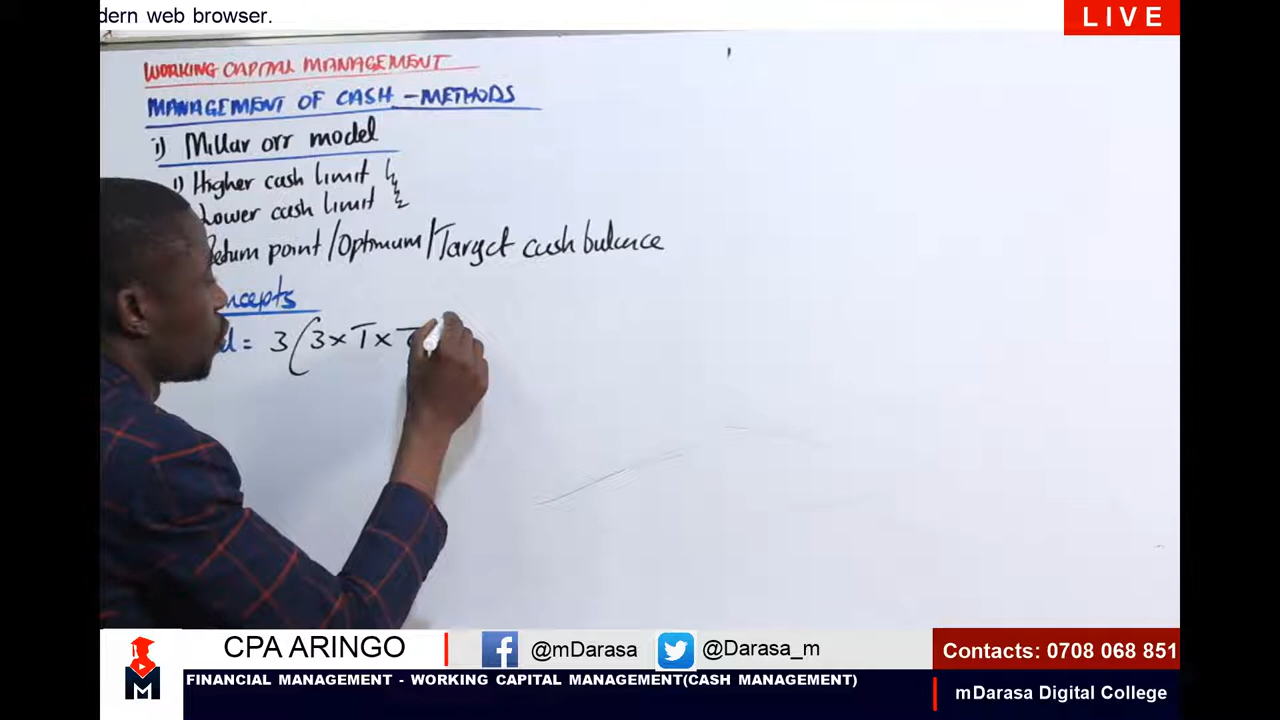 dern web browser.
LIVE
WORKING CAPITAL MANAGEMENT
MANAGEMENT OF CASH - METHODS
i) Millar orr model
1) Higher cash limit
Lower cash limit
Return point/Optimum/Target cash balance
ncepts
d = 3(3×T×
CPA ARINGO
@mDarasa
@Darasa_m
Contacts: 0708 068 851
M
FINANCIAL MANAGEMENT - WORKING CAPITAL MANAGEMENT(CASH MANAGEMENT)
mDarasa Digital College